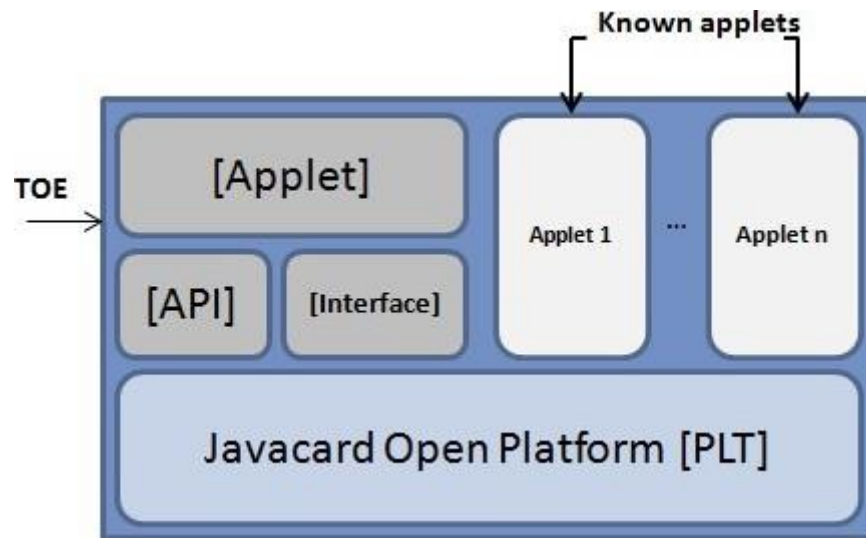 Known applets
TOE
[Applet]
[API]
[Interface]
Applet 1
...
Applet n
Javacard Open Platform [PLT]